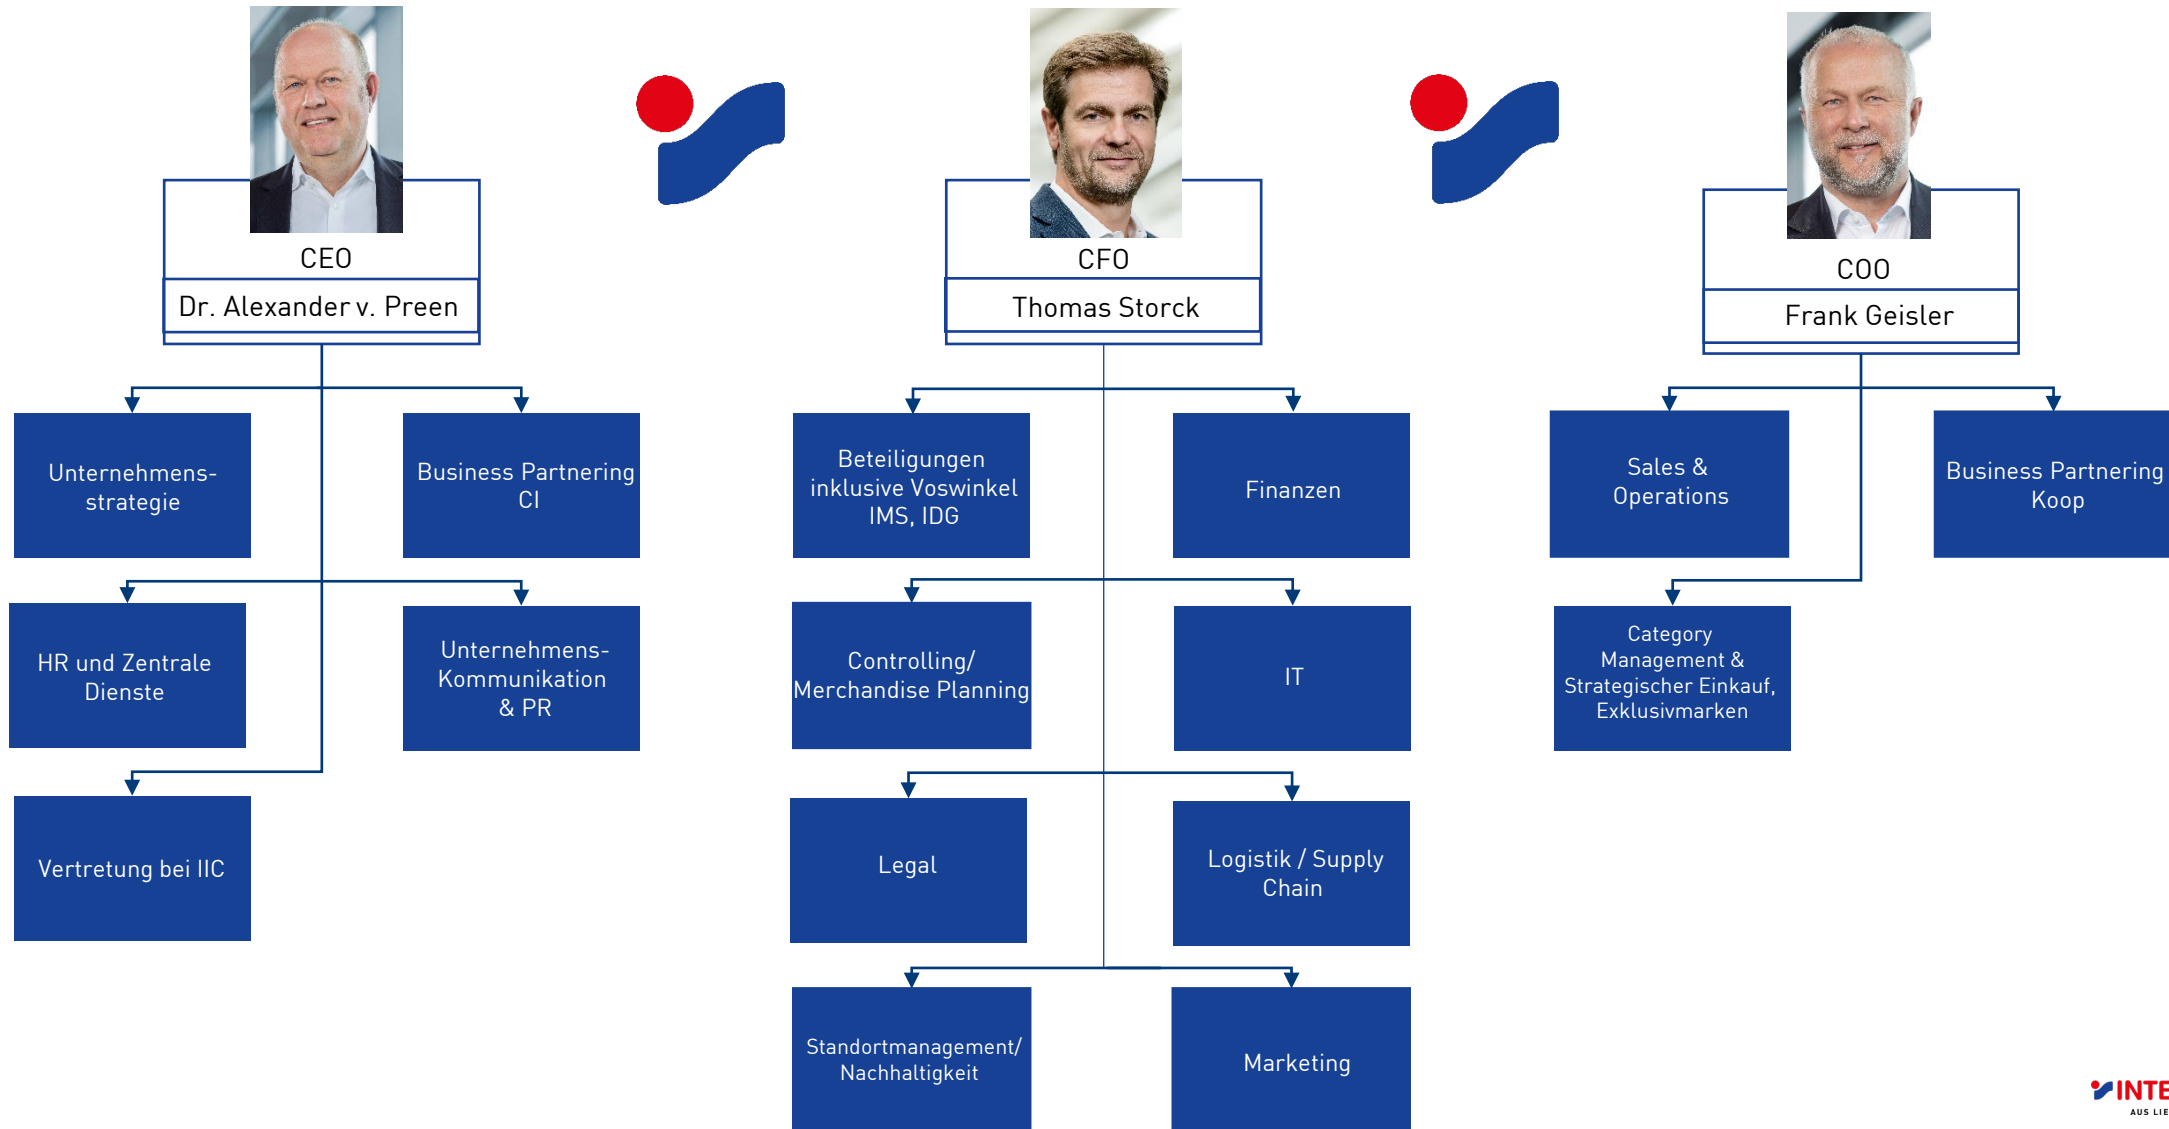 CEO
Dr. Alexander v. Preen
CFO
Thomas Storck
COO
Frank Geisler
Unternehmens-
strategie
Business Partnering
CI
HR und Zentrale
Dienste
Unternehmens-
Kommunikation
& PR
Vertretung bei IIC
Beteiligungen
inklusive Voswinkel
IMS, IDG
Finanzen
Controlling/
Merchandise Planning
IT
Legal
Logistik / Supply
Chain
Standortmanagement/
Nachhaltigkeit
Marketing
Sales &
Operations
Business Partnering
Koop
Category
Management &
Strategischer Einkauf,
Exklusivmarken
INTE
AUS LIE